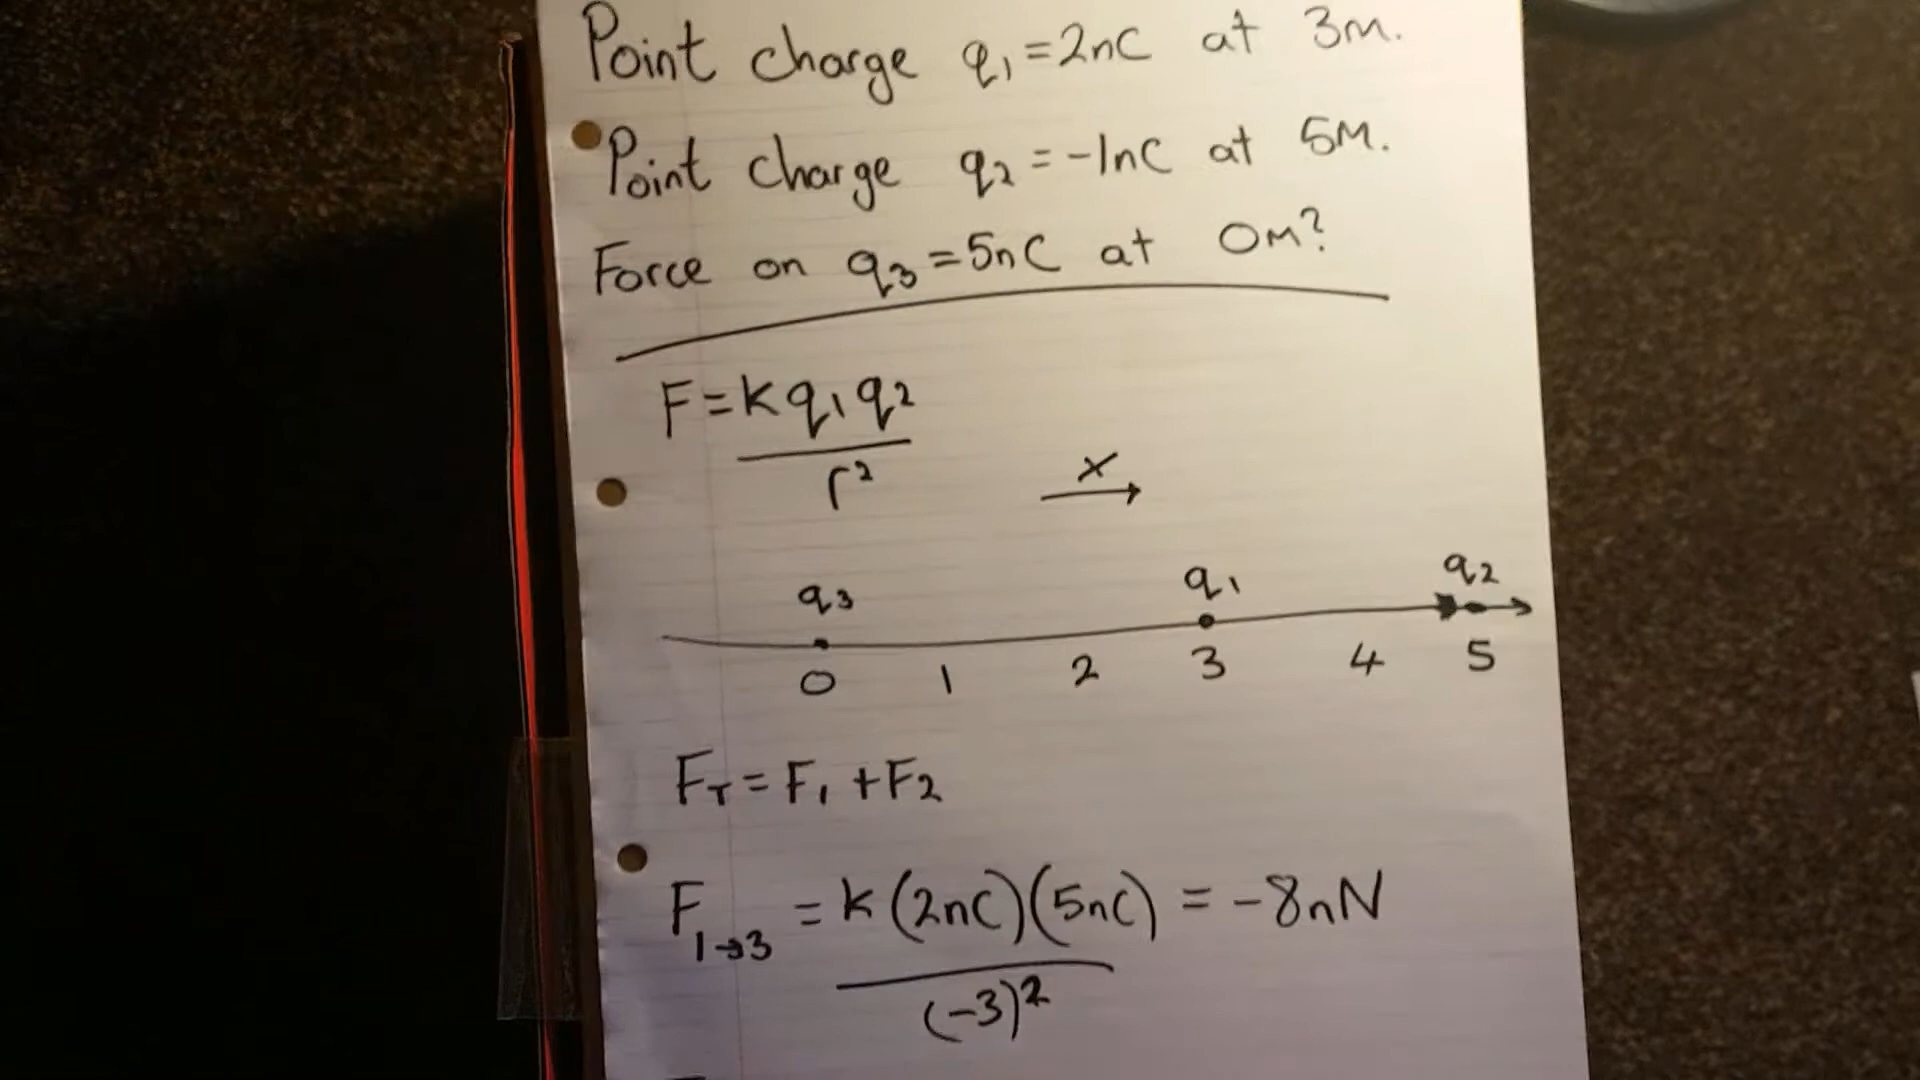 Point charge q₁=2nC at 3m.
Point charge q₂=-1nC at 5m.
Force on q₃=5nC at 0m?
F=kq₁q₂
r²
x
q₃ q₁ q₂
0 1 2 3 4 5
F_T=F₁+F₂
F₁→₃ = k(2nC)(5nC) = -8nN
(-3)²